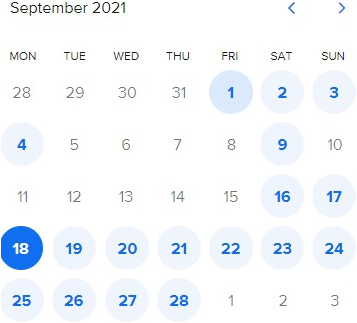 September 2021
MON TUE WED THU FRI SAT SUN
28 29 30 31 1 2 3
4 5 6 7 8 9 10
11 12 13 14 15 16 17
18 19 20 21 22 23 24
25 26 27 28 1 2 3